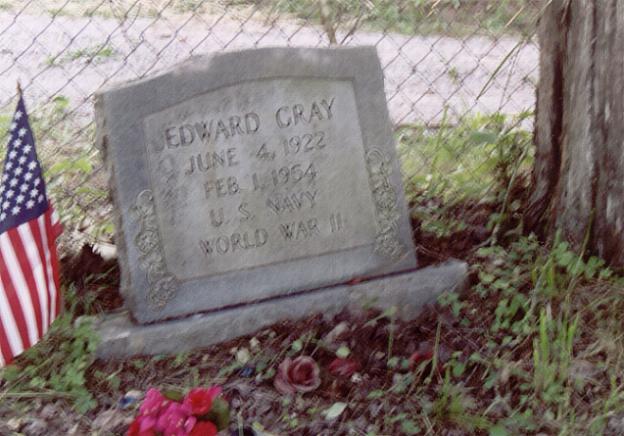 EDWARD GRAY
JUNE 4, 1922
FEB. 1, 1954
U. S. NAVY
WORLD WAR II